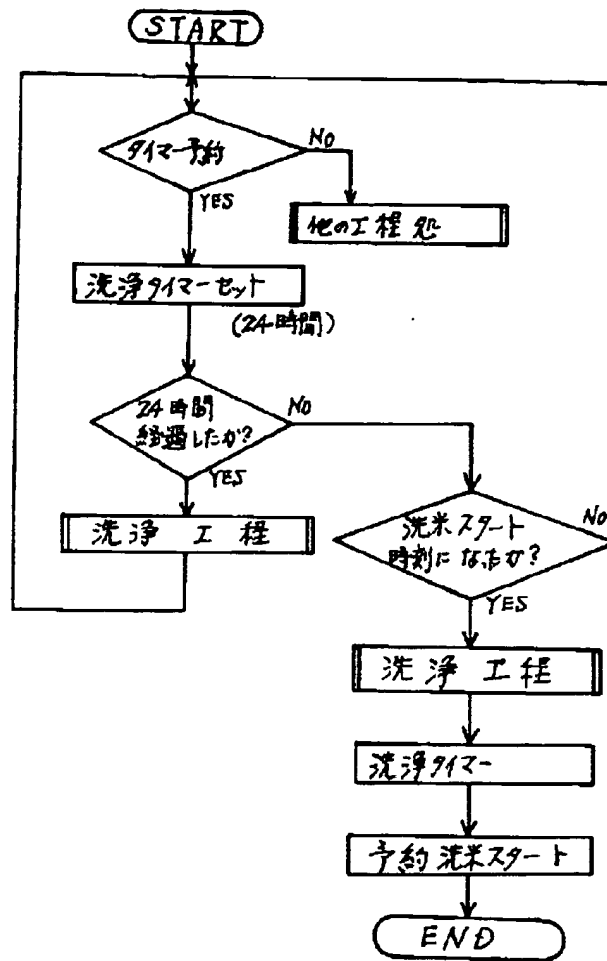 START
タイマー予約
NO
YES
他の工程処
洗浄タイマーセット
(24時間)
24時間
経過したか?
NO
YES
洗浄工程
洗米スタート
時刻になったか?
NO
YES
洗浄工程
洗浄タイマー
予約洗米スタート
END